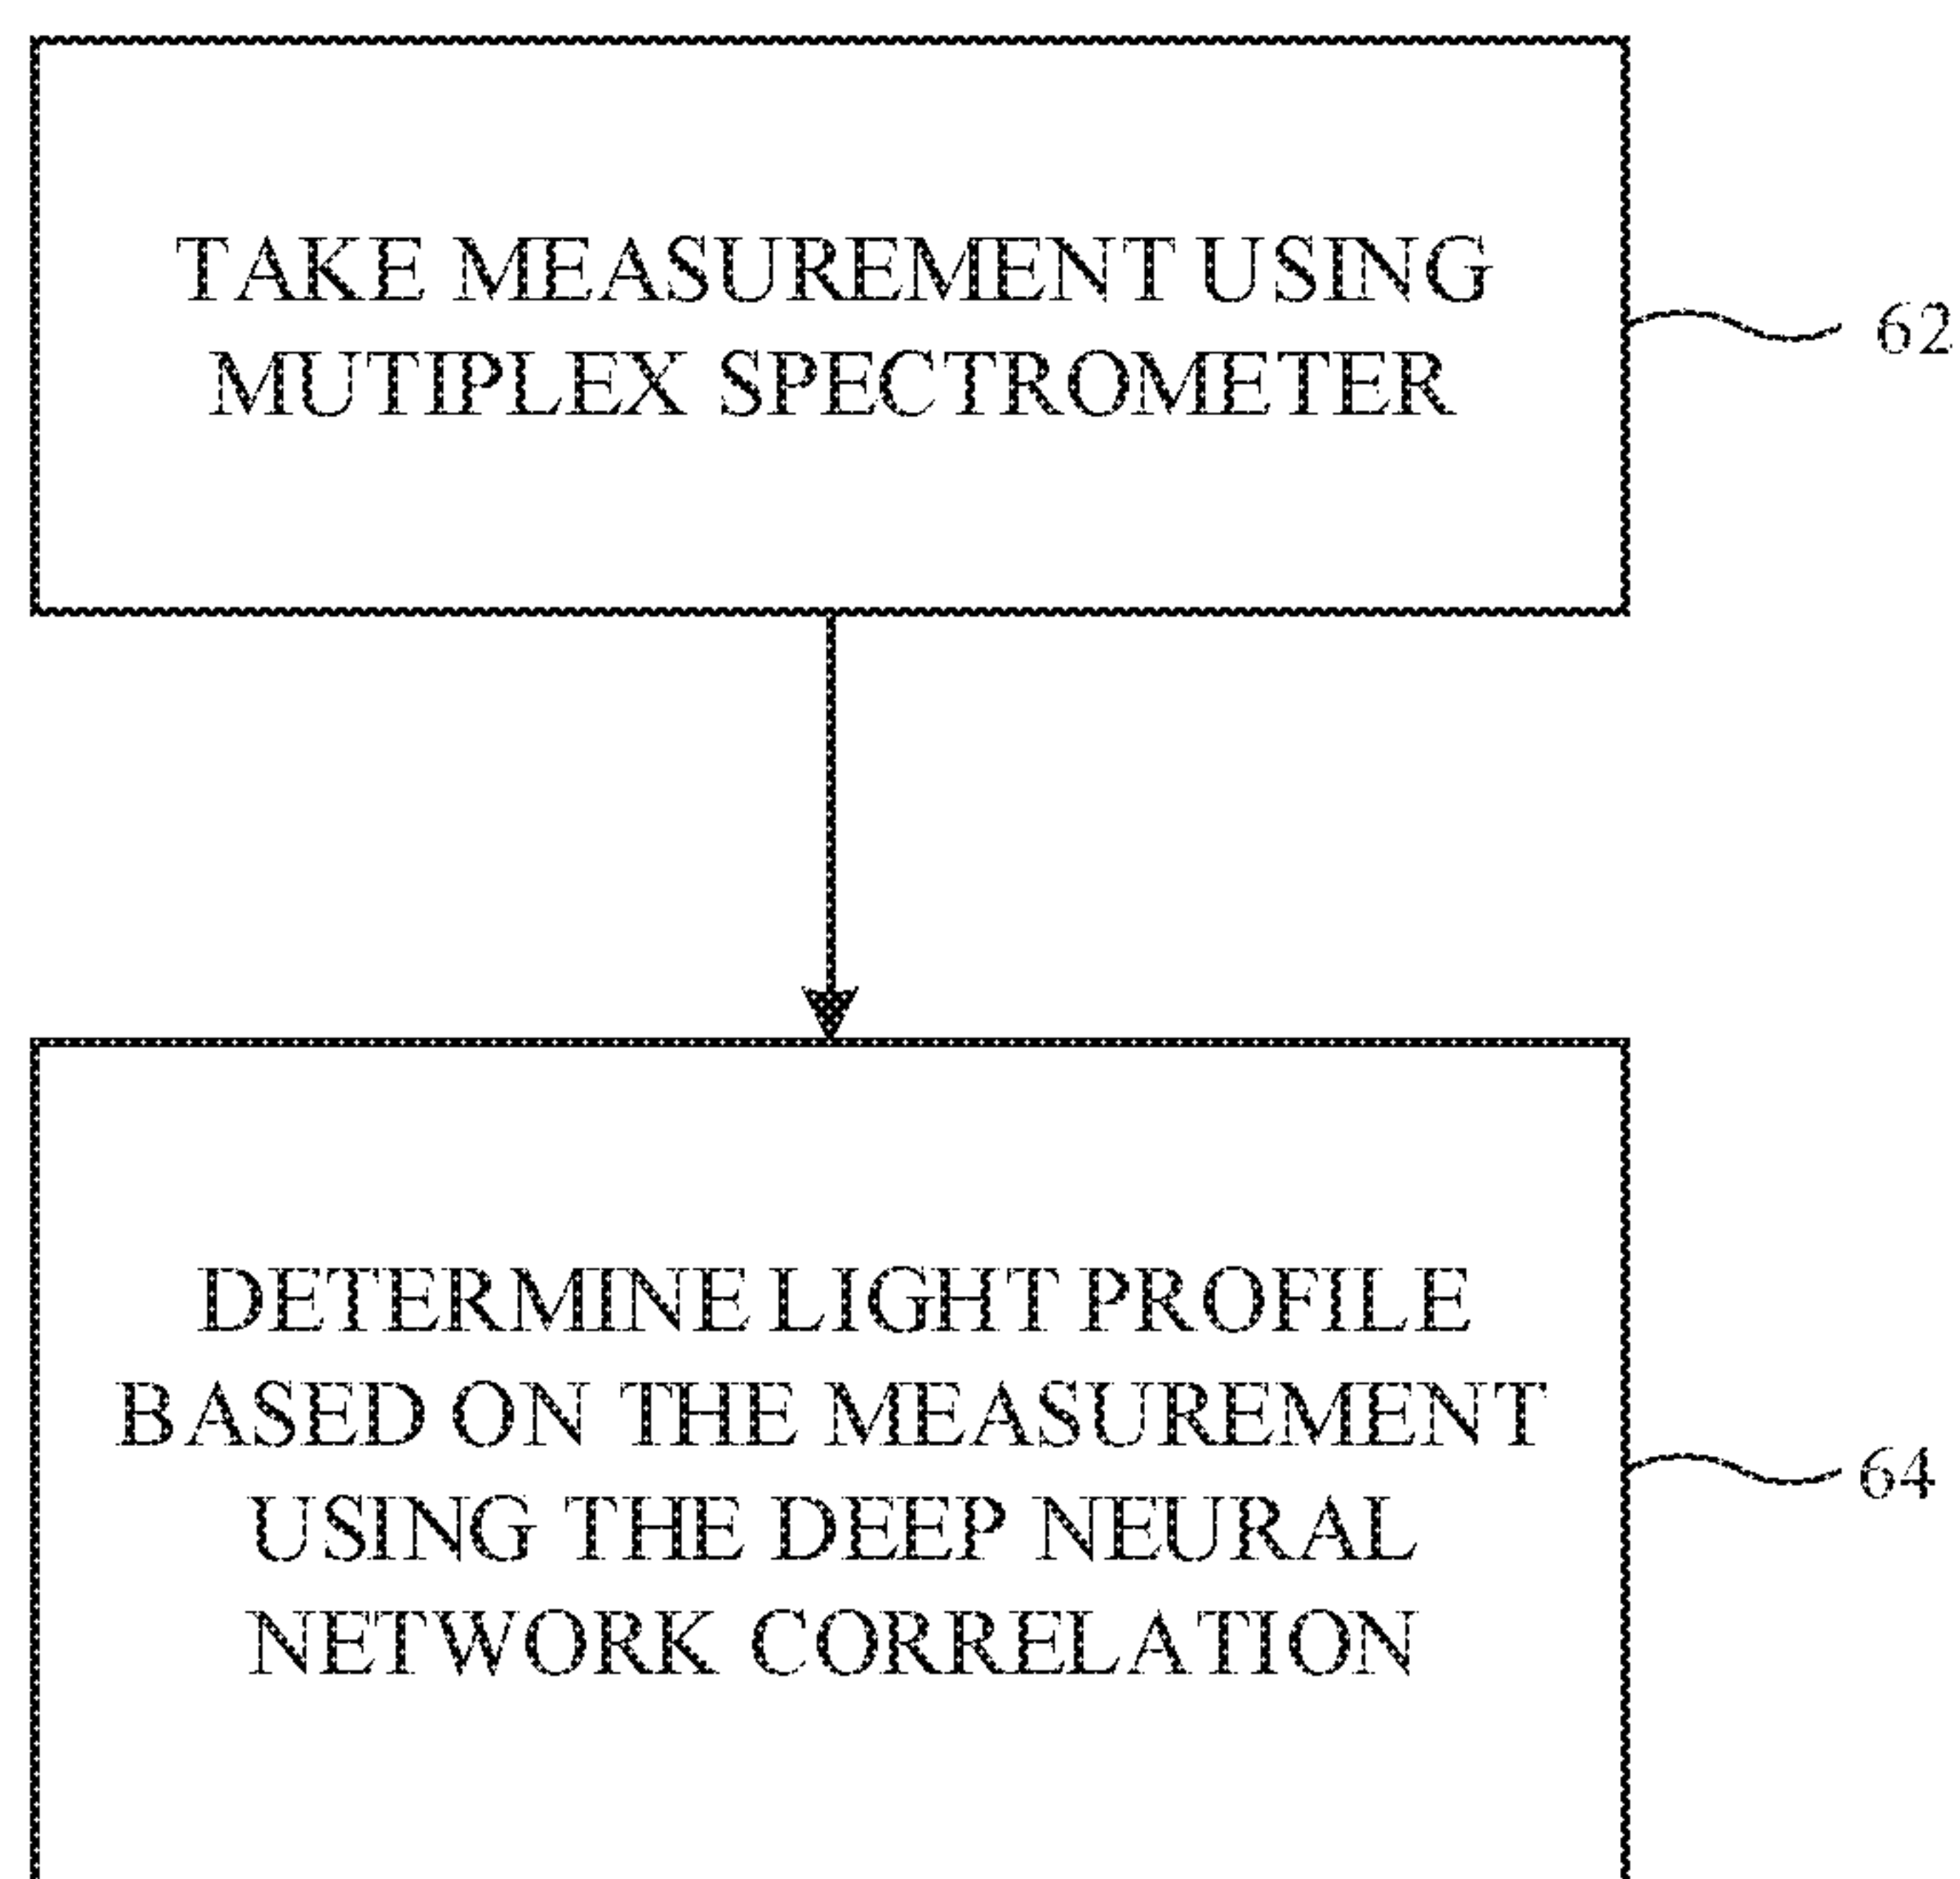 TAKE MEASUREMENT USING
MUTIPLEX SPECTROMETER
62
DETERMINE LIGHT PROFILE
BASED ON THE MEASUREMENT
USING THE DEEP NEURAL
NETWORK CORRELATION
64